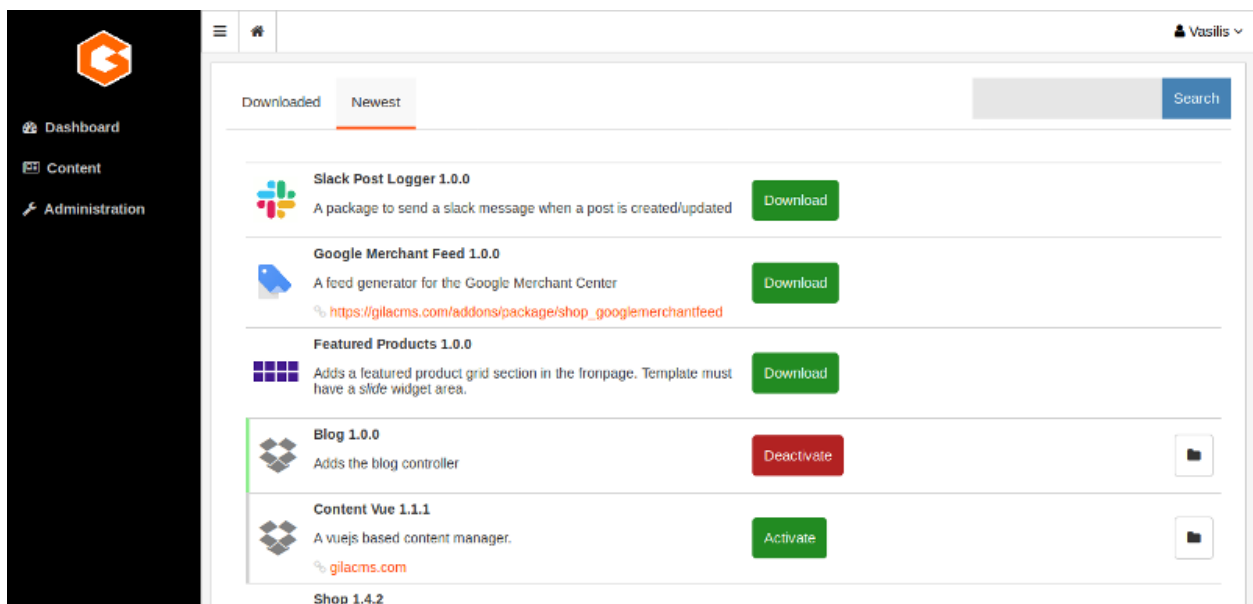 Vasilis
Dashboard
Content
Administration
Downloaded Newest Search
Slack Post Logger 1.0.0
A package to send a slack message when a post is created/updated
Download
Google Merchant Feed 1.0.0
A feed generator for the Google Merchant Center
https://gilacms.com/addons/package/shop_googlemerchantfeed
Download
Featured Products 1.0.0
Adds a featured product grid section in the fronpage. Template must
have a slide widget area.
Download
Blog 1.0.0
Adds the blog controller
Deactivate
Content Vue 1.1.1
A vuejs based content manager.
gilacms.com
Activate
Shop 1.4.2